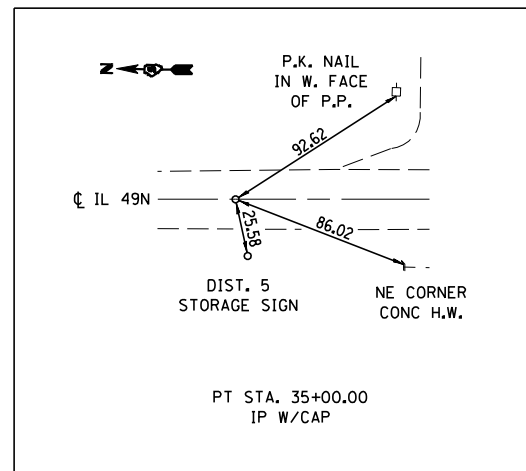 P.K. NAIL
IN W. FACE
OF P.P.
N
92.62
℄ IL 49N
25.58
86.02
DIST. 5
STORAGE SIGN
NE CORNER
CONC H.W.
PT STA. 35+00.00
IP W/CAP